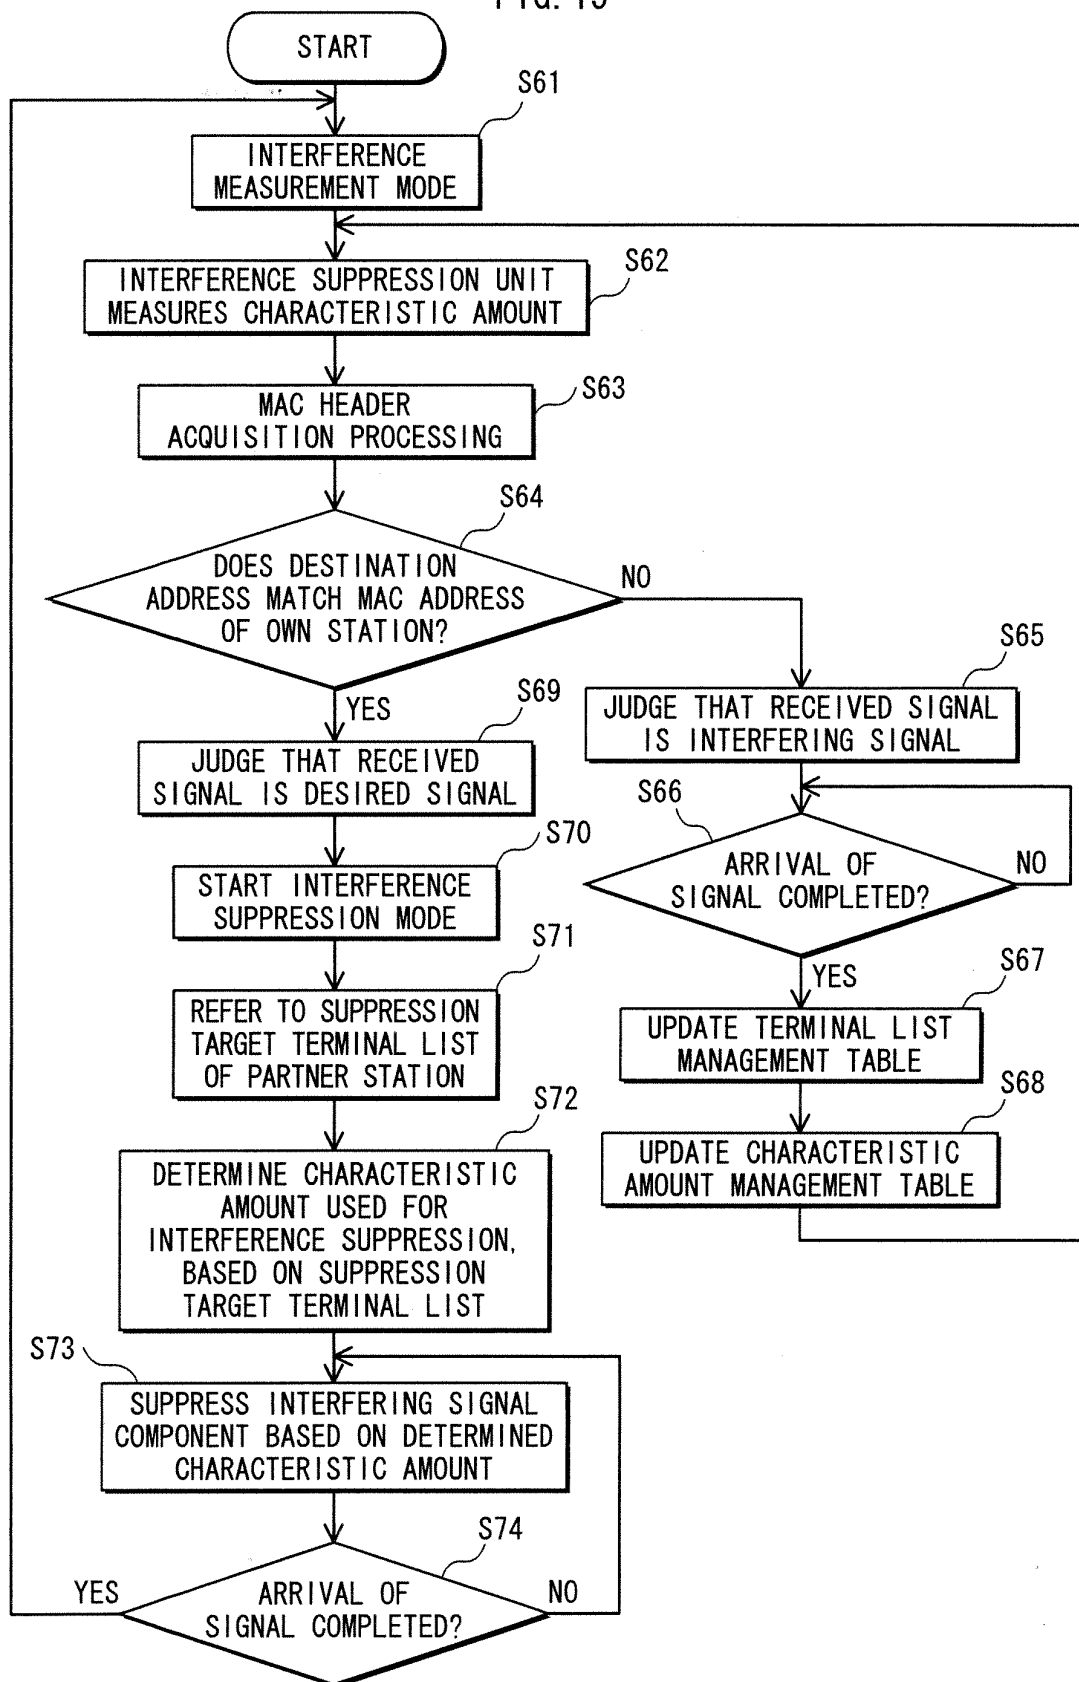 START
S61
INTERFERENCE
MEASUREMENT MODE
S62
INTERFERENCE SUPPRESSION UNIT
MEASURES CHARACTERISTIC AMOUNT
S63
MAC HEADER
ACQUISITION PROCESSING
S64
DOES DESTINATION
ADDRESS MATCH MAC ADDRESS
OF OWN STATION?
NO
YES
S65
JUDGE THAT RECEIVED SIGNAL
IS INTERFERING SIGNAL
S66
ARRIVAL OF
SIGNAL COMPLETED?
NO
YES
S67
UPDATE TERMINAL LIST
MANAGEMENT TABLE
S68
UPDATE CHARACTERISTIC
AMOUNT MANAGEMENT TABLE
S69
JUDGE THAT RECEIVED
SIGNAL IS DESIRED SIGNAL
S70
START INTERFERENCE
SUPPRESSION MODE
S71
REFER TO SUPPRESSION
TARGET TERMINAL LIST
OF PARTNER STATION
S72
DETERMINE CHARACTERISTIC
AMOUNT USED FOR
INTERFERENCE SUPPRESSION,
BASED ON SUPPRESSION
TARGET TERMINAL LIST
S73
SUPPRESS INTERFERING SIGNAL
COMPONENT BASED ON DETERMINED
CHARACTERISTIC AMOUNT
S74
ARRIVAL OF
SIGNAL COMPLETED?
YES
NO